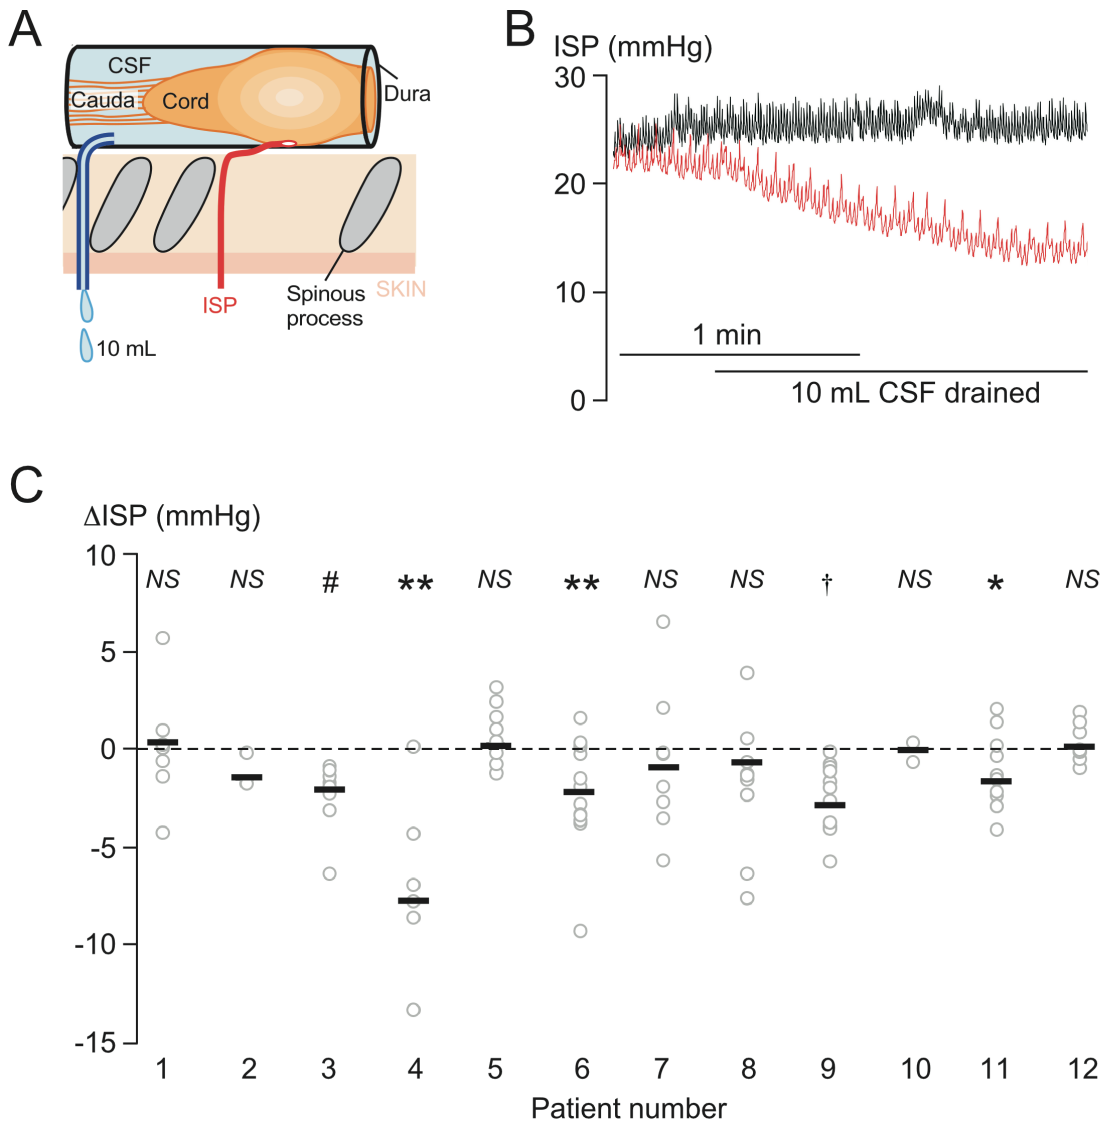 A
CSF
Cauda
Cord
Dura
ISP
Spinous
process
SKIN
10 mL
B
ISP (mmHg)
30
20
10
0
1 min
10 mL CSF drained
C
ΔISP (mmHg)
10
5
0
-5
-10
-15
NS NS # ** NS ** NS NS † NS * NS
1 2 3 4 5 6 7 8 9 10 11 12
Patient number